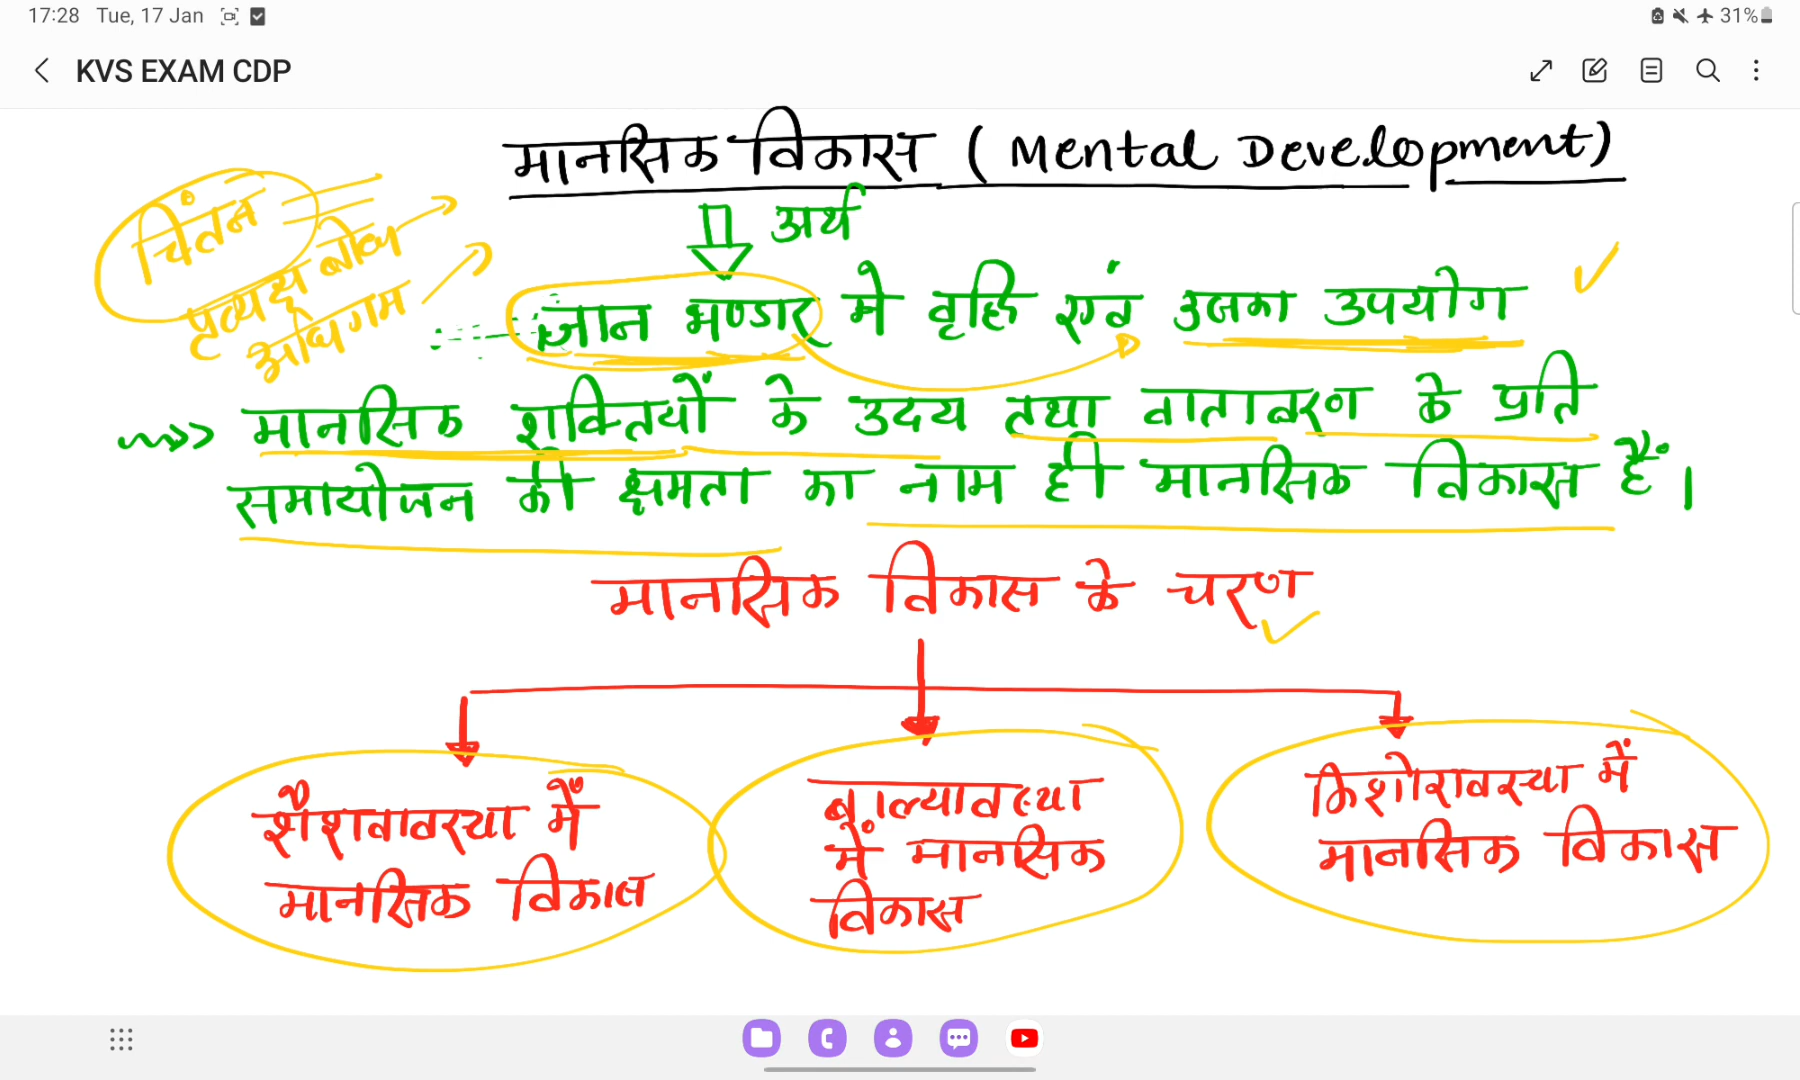 17:28 Tue, 17 Jan
31%
KVS EXAM CDP
मानसिक विकास ( Mental Development)
अर्थ
चिंतन
प्रत्यक्ष बोध
अधिगम
ज्ञान भण्डार में वृद्धि एवं उसका उपयोग
मानसिक शक्तियों के उदय तथा वातावरण के प्रति
समायोजन की क्षमता का नाम ही मानसिक विकास हैं।
मानसिक विकास के चरण
शैशवावस्था में
मानसिक विकास
बाल्यावस्था
में मानसिक
विकास
किशोरावस्था में
मानसिक विकास